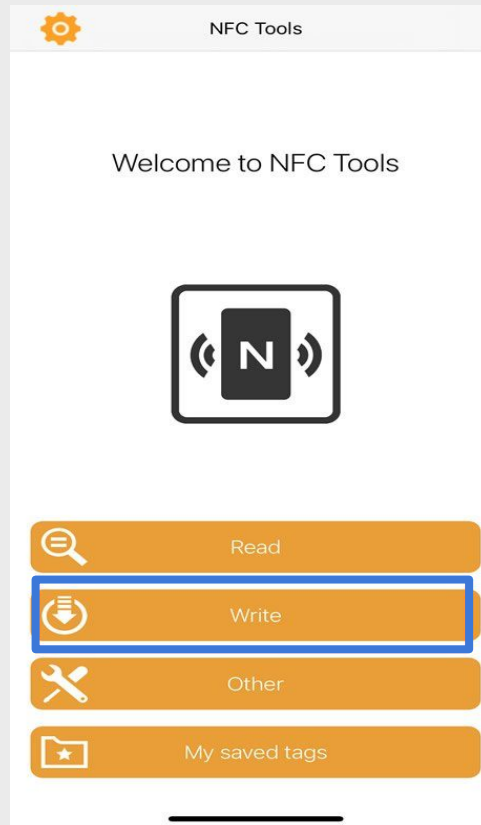 NFC Tools
Welcome to NFC Tools
N
Read
Write
Other
My saved tags